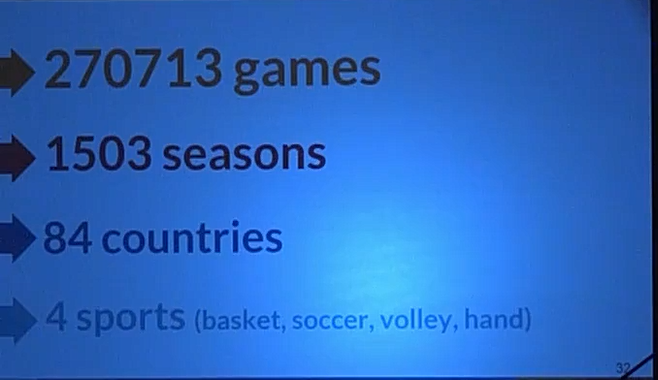 270713 games
1503 seasons
84 countries
4 sports (basket, soccer, volley, hand)
32